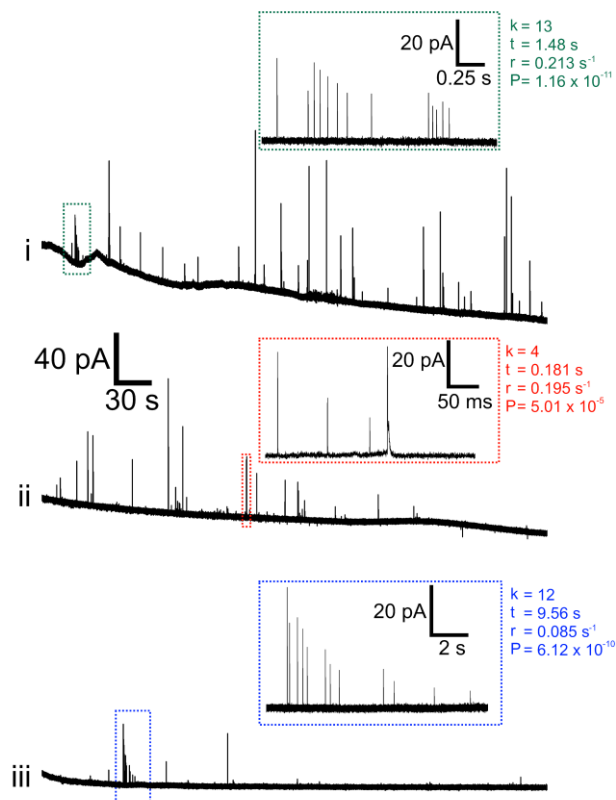 20 pA
0.25 s
k = 13
t = 1.48 s
r = 0.213 s⁻¹
P = 1.16 x 10⁻¹¹
i
40 pA
30 s
20 pA
50 ms
k = 4
t = 0.181 s
r = 0.195 s⁻¹
P= 5.01 x 10⁻⁵
ii
20 pA
2 s
k = 12
t = 9.56 s
r = 0.085 s⁻¹
P = 6.12 x 10⁻¹⁰
iii